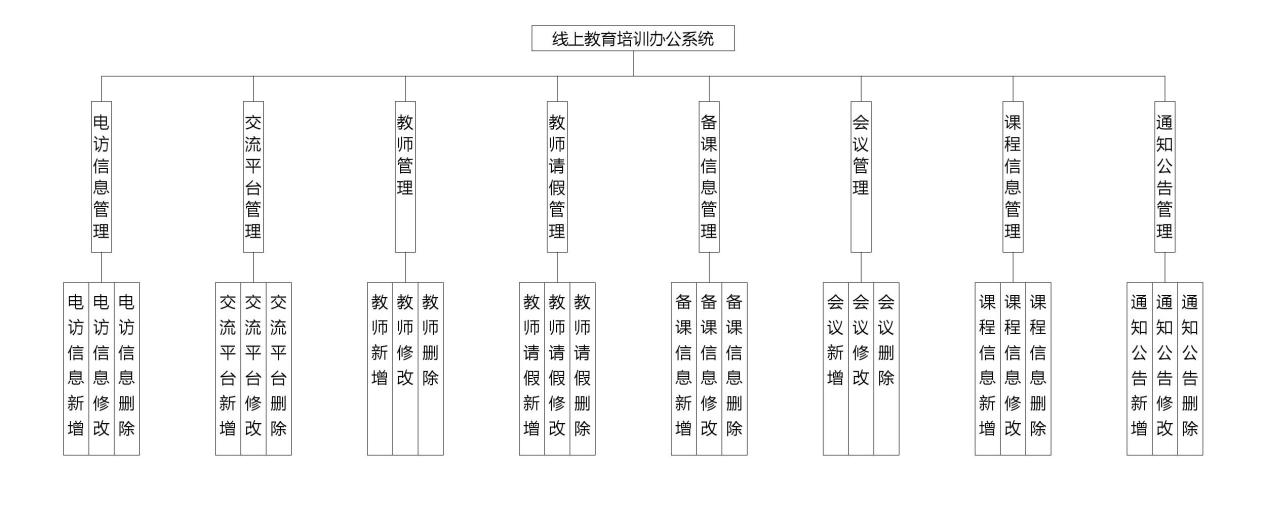 线上教育培训办公系统
电访信息管理
交流平台管理
教师管理
教师请假管理
备课信息管理
会议管理
课程信息管理
通知公告管理
电访信息新增
电访信息修改
电访信息删除
交流平台新增
交流平台修改
交流平台删除
教师新增
教师修改
教师删除
教师请假新增
教师请假修改
教师请假删除
备课信息新增
备课信息修改
备课信息删除
会议新增
会议修改
会议删除
课程信息新增
课程信息修改
课程信息删除
通知公告新增
通知公告修改
通知公告删除